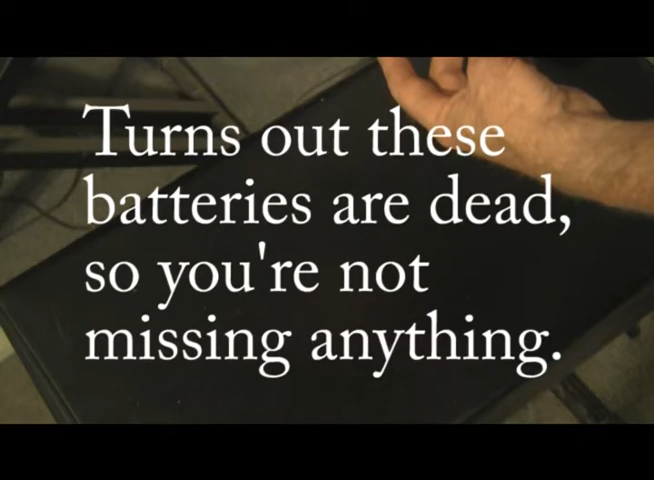 Turns out these
batteries are dead,
so you're not
missing anything.